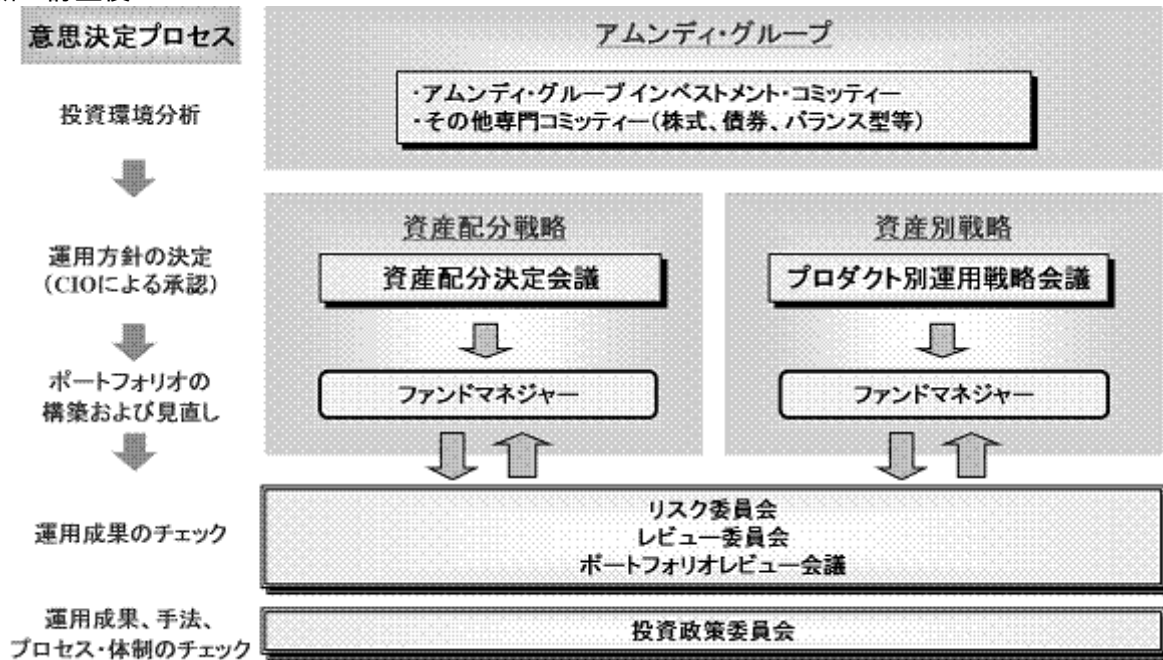 意思決定プロセス
アムンディ・グループ
・アムンディ・グループ インベストメント・コミッティー
・その他専門コミッティー(株式、債券、バランス型等)
投資環境分析
資産配分戦略
資産別戦略
運用方針の決定
(CIOによる承認)
資産配分決定会議
プロダクト別運用戦略会議
ポートフォリオの
構築および見直し
ファンドマネジャー
ファンドマネジャー
運用成果のチェック
リスク委員会
レビュー委員会
ポートフォリオレビュー会議
運用成果、手法、
プロセス・体制のチェック
投資政策委員会